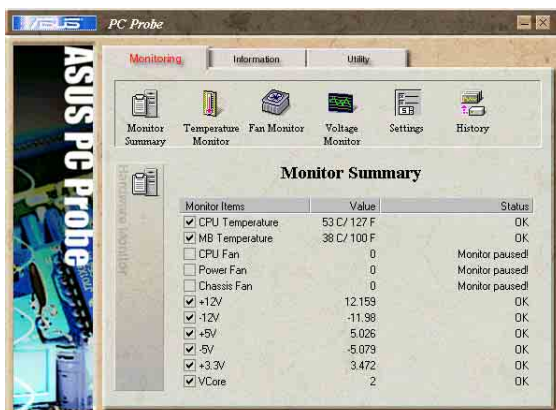 ASUS PC Probe
Monitoring Information Utility
Monitor Summary Temperature Monitor Fan Monitor Voltage Monitor Settings History
ASUS PC Probe
Hardware Monitor
Monitor Summary
Monitor Items Value Status
CPU Temperature 53 C/ 127 F OK
MB Temperature 38 C/ 100 F OK
CPU Fan 0 Monitor paused!
Power Fan 0 Monitor paused!
Chassis Fan 0 Monitor paused!
+12V 12.159 OK
-12V -11.98 OK
+5V 5.026 OK
-5V -5.079 OK
+3.3V 3.472 OK
VCore 2 OK